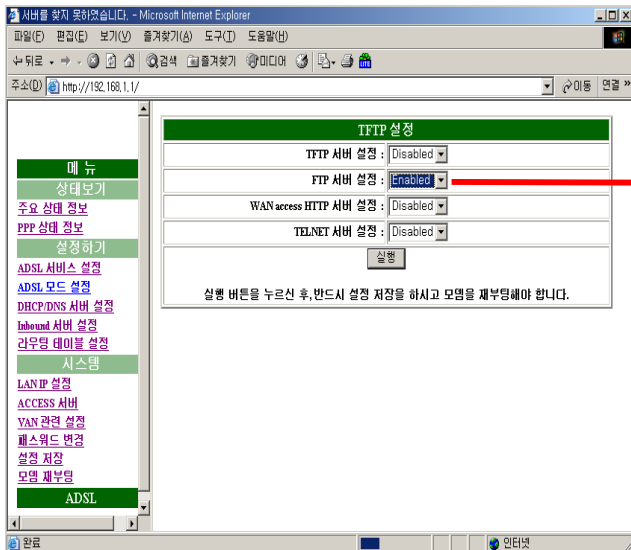 서버를 찾지 못하였습니다. - Microsoft Internet Explorer
파일(F) 편집(E) 보기(V) 즐겨찾기(A) 도구(T) 도움말(H)
뒤로 검색 즐겨찾기 미디어
주소(D) http://192.168.1.1/ 이동 연결 »
메 뉴
상태보기
주요 상태 정보
PPP 상태 정보
설정하기
ADSL 서비스 설정
ADSL 모드 설정
DHCP/DNS 서버 설정
Inbound 서버 설정
라우팅 테이블 설정
시스템
LAN IP 설정
ACCESS 서버
VAN 관련 설정
패스워드 변경
설정 저장
모뎀 재부팅
ADSL
TFTP 설정
TFTP 서버 설정 : Disabled
FTP 서버 설정 : Enabled
WAN access HTTP 서버 설정 : Disabled
TELNET 서버 설정 : Disabled
실행
실행 버튼을 누르신 후,반드시 설정 저장을 하시고 모뎀을 재부팅해야 합니다.
완료 인터넷